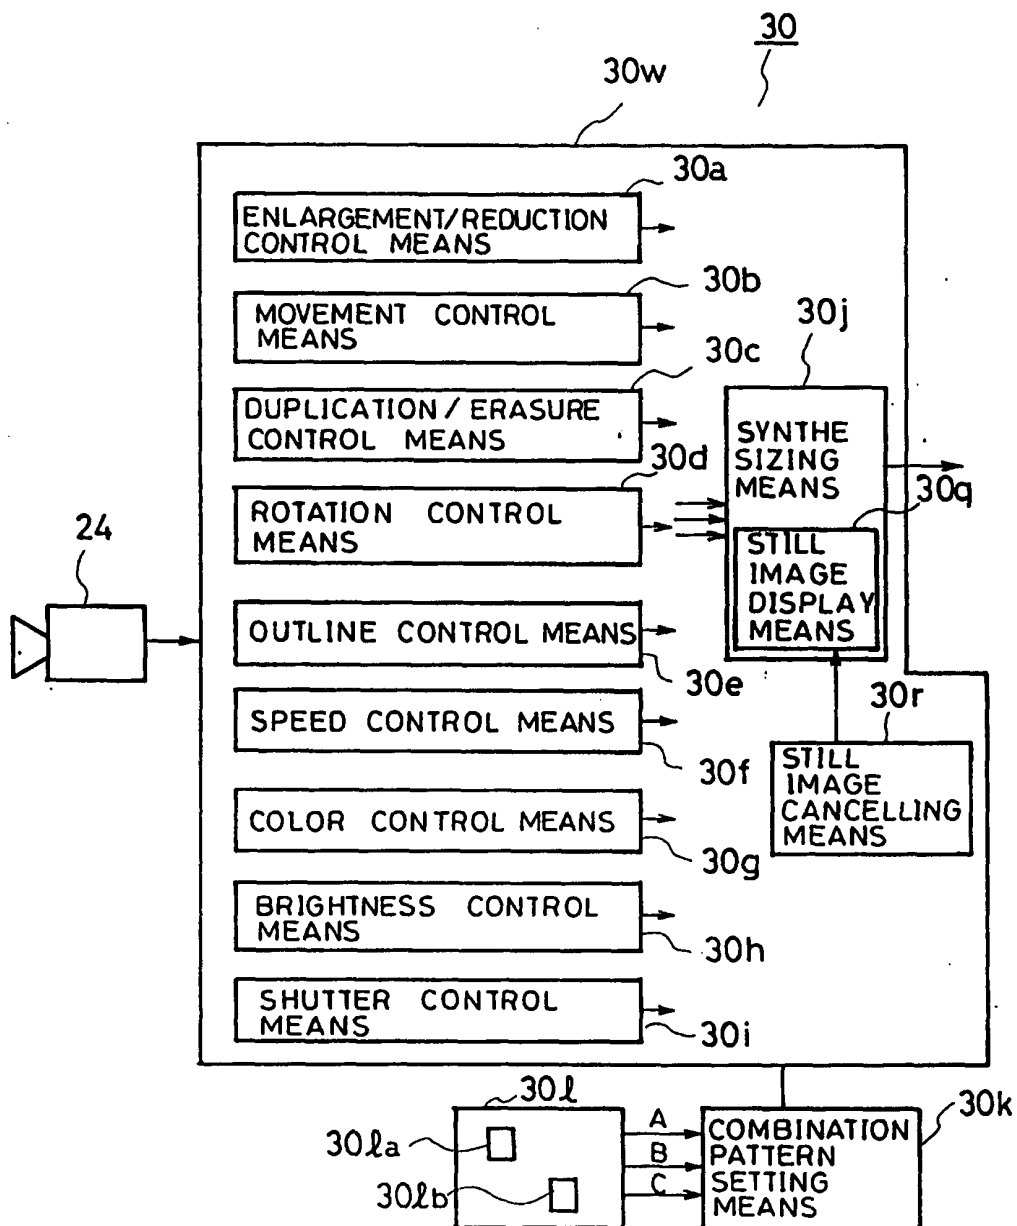 30
30w
30a
ENLARGEMENT/REDUCTION
CONTROL MEANS
30b
MOVEMENT CONTROL
MEANS
30j
30c
DUPLICATION / ERASURE
CONTROL MEANS
SYNTHE
SIZING
MEANS
30d
30q
ROTATION CONTROL
MEANS
STILL
IMAGE
DISPLAY
MEANS
24
OUTLINE CONTROL MEANS
30e
30r
SPEED CONTROL MEANS
30f
STILL
IMAGE
CANCELLING
MEANS
COLOR CONTROL MEANS
30g
BRIGHTNESS CONTROL
MEANS
30h
SHUTTER CONTROL
MEANS
30i
30ℓ
30k
30ℓa
30ℓb
A
B
C
COMBINATION
PATTERN
SETTING
MEANS